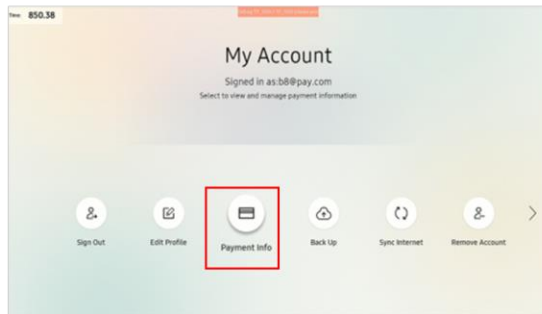 Time: 850.38
My Account
Signed in as:b8@pay.com
Select to view and manage payment information
Sign Out
Edit Profile
Payment Info
Back Up
Sync Internet
Remove Account